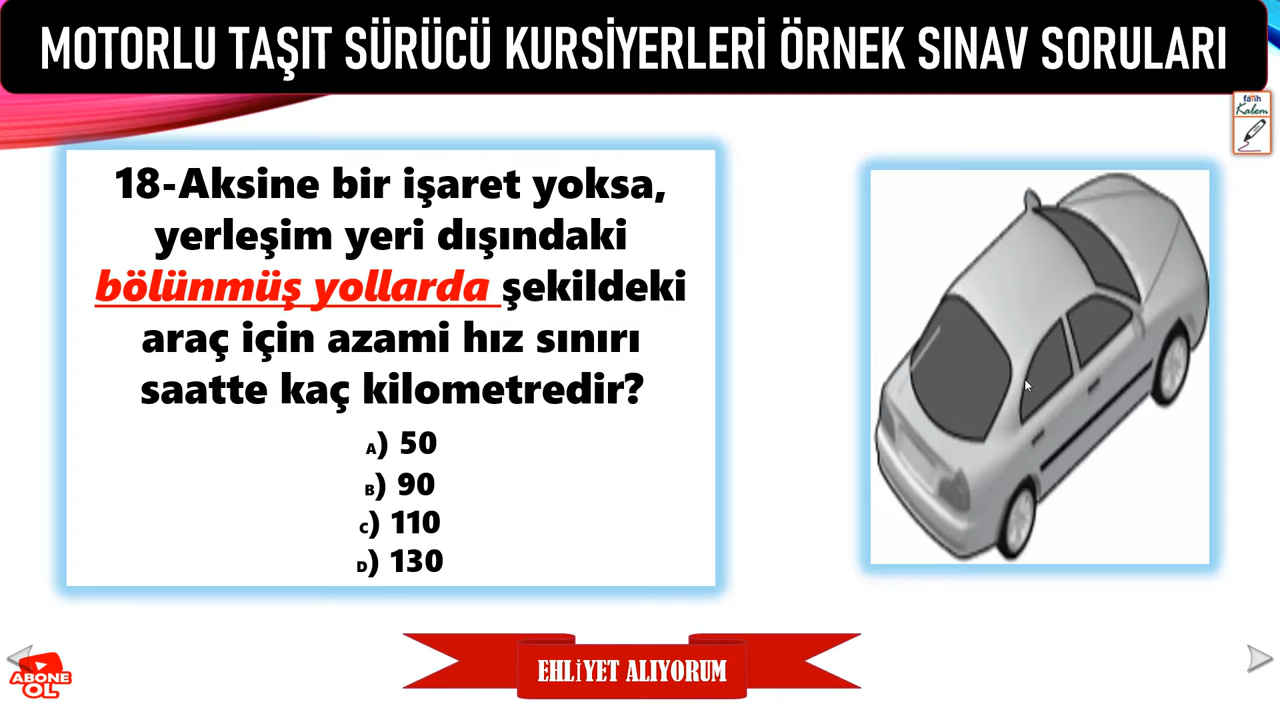 MOTORLU TAŞIT SÜRÜCÜ KURSİYERLERİ ÖRNEK SINAV SORULARI
fatih
Kalem
18-Aksine bir işaret yoksa,
yerleşim yeri dışındaki
bölünmüş yollarda şekildeki
araç için azami hız sınırı
saatte kaç kilometredir?
A) 50
B) 90
C) 110
D) 130
ABONE
OL
EHLİYET ALIYORUM